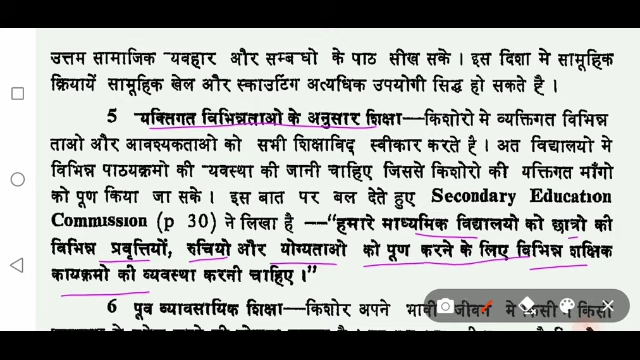 उत्तम सामाजिक व्यवहार और सम्बन्धो के पाठ सीख सके। इस दिशा मे सामूहिक
क्रियायें सामूहिक खेल और स्काउटिंग अत्यधिक उपयोगी सिद्ध हो सकते है।
5 यक्तिगत विभिन्नताओ के अनुसार शिक्षा—किशोरो मे व्यक्तिगत विभिन्न
ताओ और आवश्यकताओ को सभी शिक्षाविद् स्वीकार करते है। अत विद्यालयो मे
विभिन्न पाठयक्रमो की यवस्था की जानी चाहिए जिससे किशोरो की यक्तिगत माँगो
को पूण किया जा सके। इस बात पर बल देते हुए Secondary Education
Commission (p 30) ने लिखा है —"हमारे माध्यमिक विद्यालयो को छात्रो की
विभिन्न प्रवृत्तियों, रुचियो और योग्यताओ को पूण करने के लिए विभिन्न शक्षिक
कायक्रमो की व्यवस्था करनी चाहिए।"
6 पूव व्यावसायिक शिक्षा—किशोर अपने भावी जीवन मे किसी न किसी